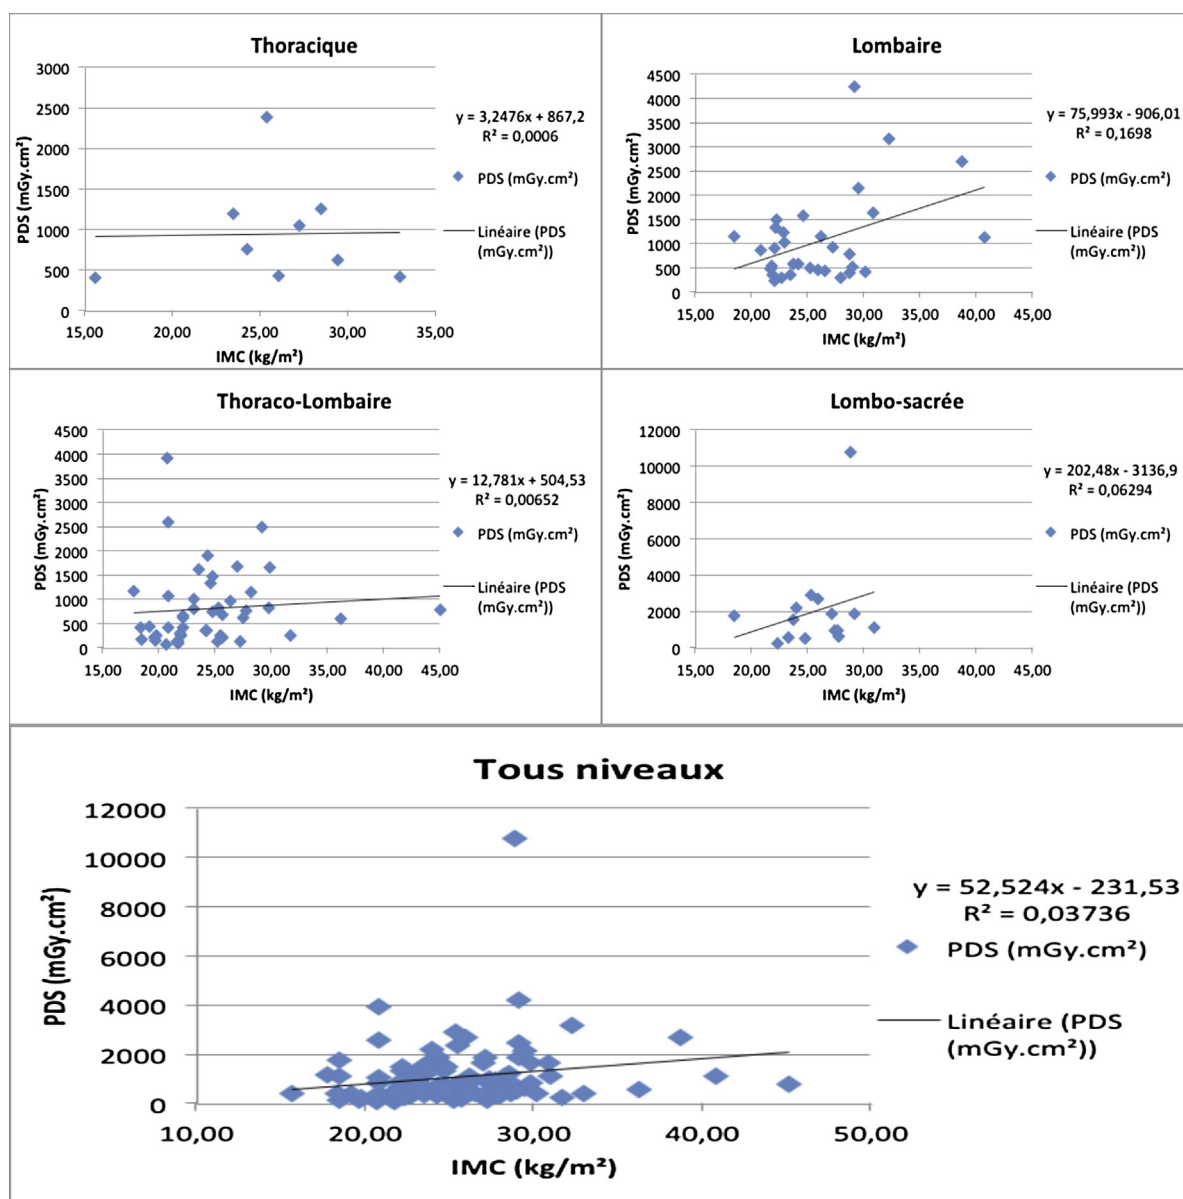 Thoracique
3000
2500
2000
1500
1000
500
0
PDS (mGy.cm²)
15,00 20,00 25,00 30,00 35,00
IMC (kg/m²)
y = 3,2476x + 867,2
R² = 0,0006
PDS (mGy.cm²)
Linéaire (PDS
(mGy.cm²))
Lombaire
4500
4000
3500
3000
2500
2000
1500
1000
500
0
PDS (mGy.cm²)
15,00 20,00 25,00 30,00 35,00 40,00 45,00
IMC (kg/m²)
y = 75,993x - 906,01
R² = 0,1698
PDS (mGy.cm²)
Linéaire (PDS
(mGy.cm²))
Thoraco-Lombaire
4500
4000
3500
3000
2500
2000
1500
1000
500
0
PDS (mGy.cm²)
15,00 20,00 25,00 30,00 35,00 40,00 45,00
IMC (kg/m²)
y = 12,781x + 504,53
R² = 0,00652
PDS (mGy.cm²)
Linéaire (PDS
(mGy.cm²))
Lombo-sacrée
12000
10000
8000
6000
4000
2000
0
PDS (mGy.cm²)
15,00 20,00 25,00 30,00 35,00 40,00 45,00
IMC (kg/m²)
y = 202,48x - 3136,9
R² = 0,06294
PDS (mGy.cm²)
Linéaire (PDS
(mGy.cm²))
Tous niveaux
12000
10000
8000
6000
4000
2000
0
PDS (mGy.cm²)
10,00 20,00 30,00 40,00 50,00
IMC (kg/m²)
y = 52,524x - 231,53
R² = 0,03736
PDS (mGy.cm²)
Linéaire (PDS
(mGy.cm²))